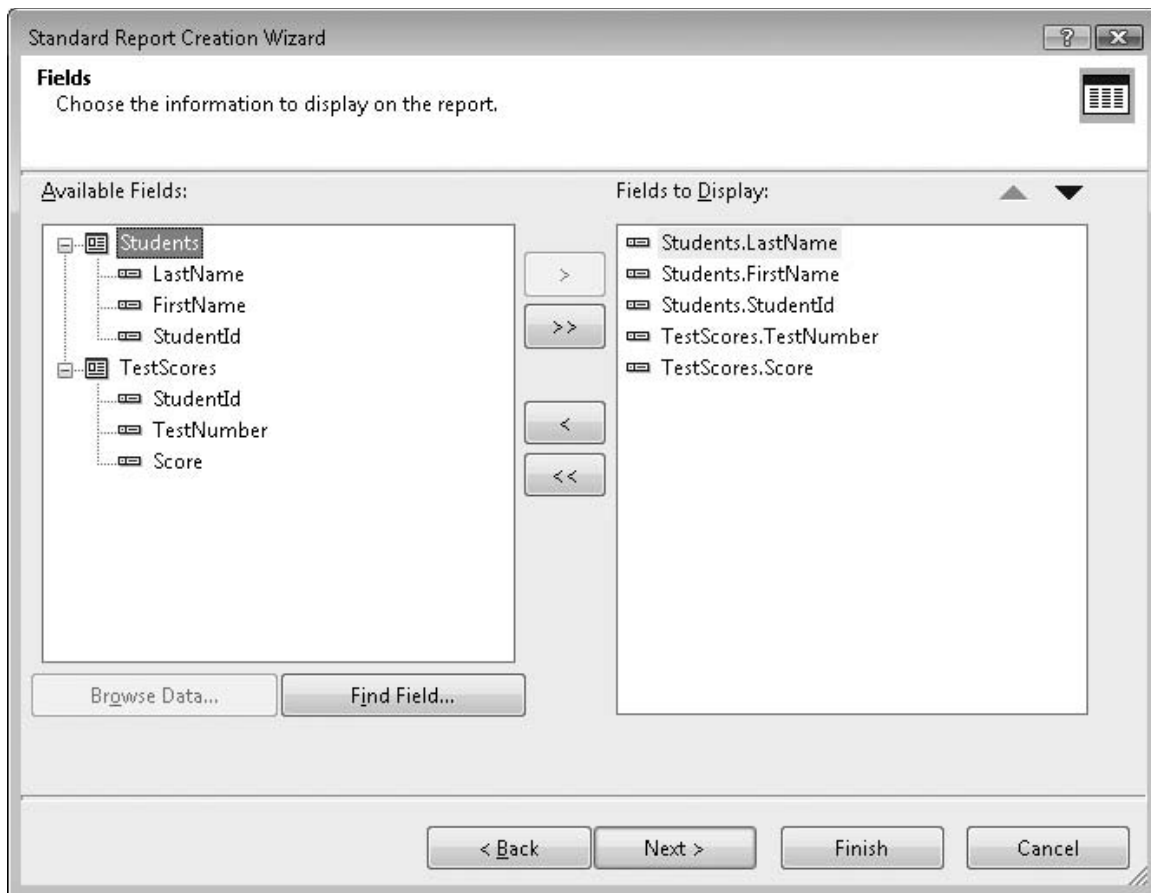 Standard Report Creation Wizard
?
X
Fields
Choose the information to display on the report.
Available Fields:
Students
LastName
FirstName
StudentId
TestScores
StudentId
TestNumber
Score
>
>>
<
<<
Fields to Display:
Students.LastName
Students.FirstName
Students.StudentId
TestScores.TestNumber
TestScores.Score
Browse Data...
Find Field...
< Back
Next >
Finish
Cancel